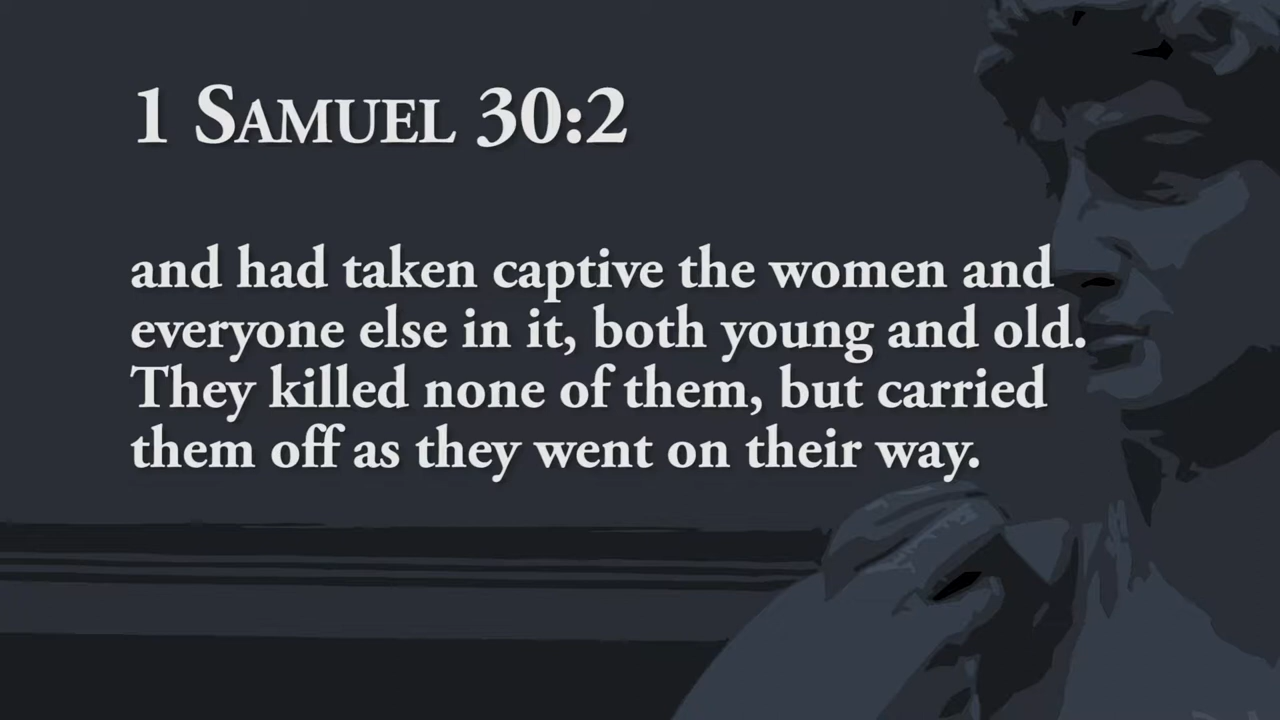 1 Samuel 30:2
and had taken captive the women and
everyone else in it, both young and old.
They killed none of them, but carried
them off as they went on their way.